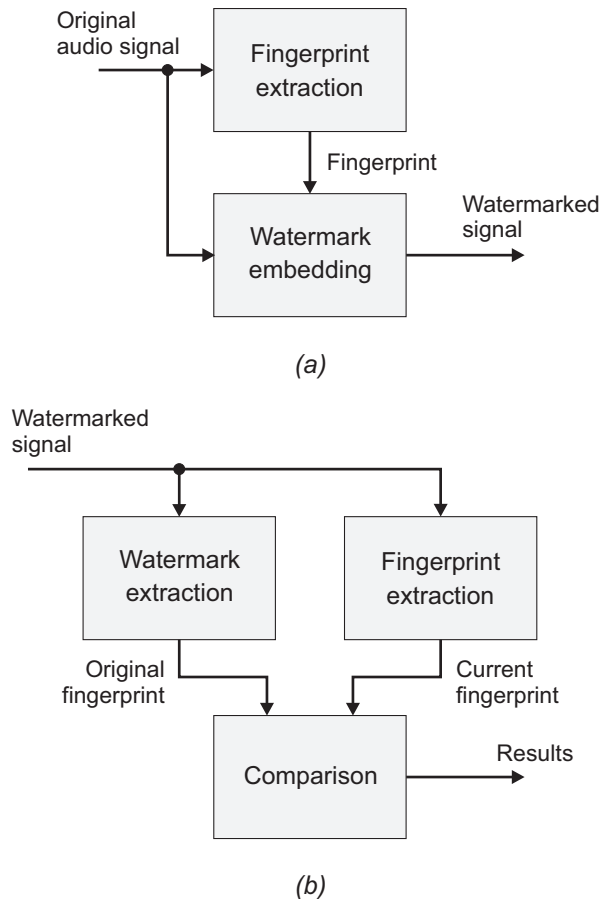 Original
audio signal
Fingerprint
extraction
Fingerprint
Watermarked
signal
Watermark
embedding
(a)
Watermarked
signal
Watermark
extraction
Fingerprint
extraction
Original
fingerprint
Current
fingerprint
Comparison
Results
(b)